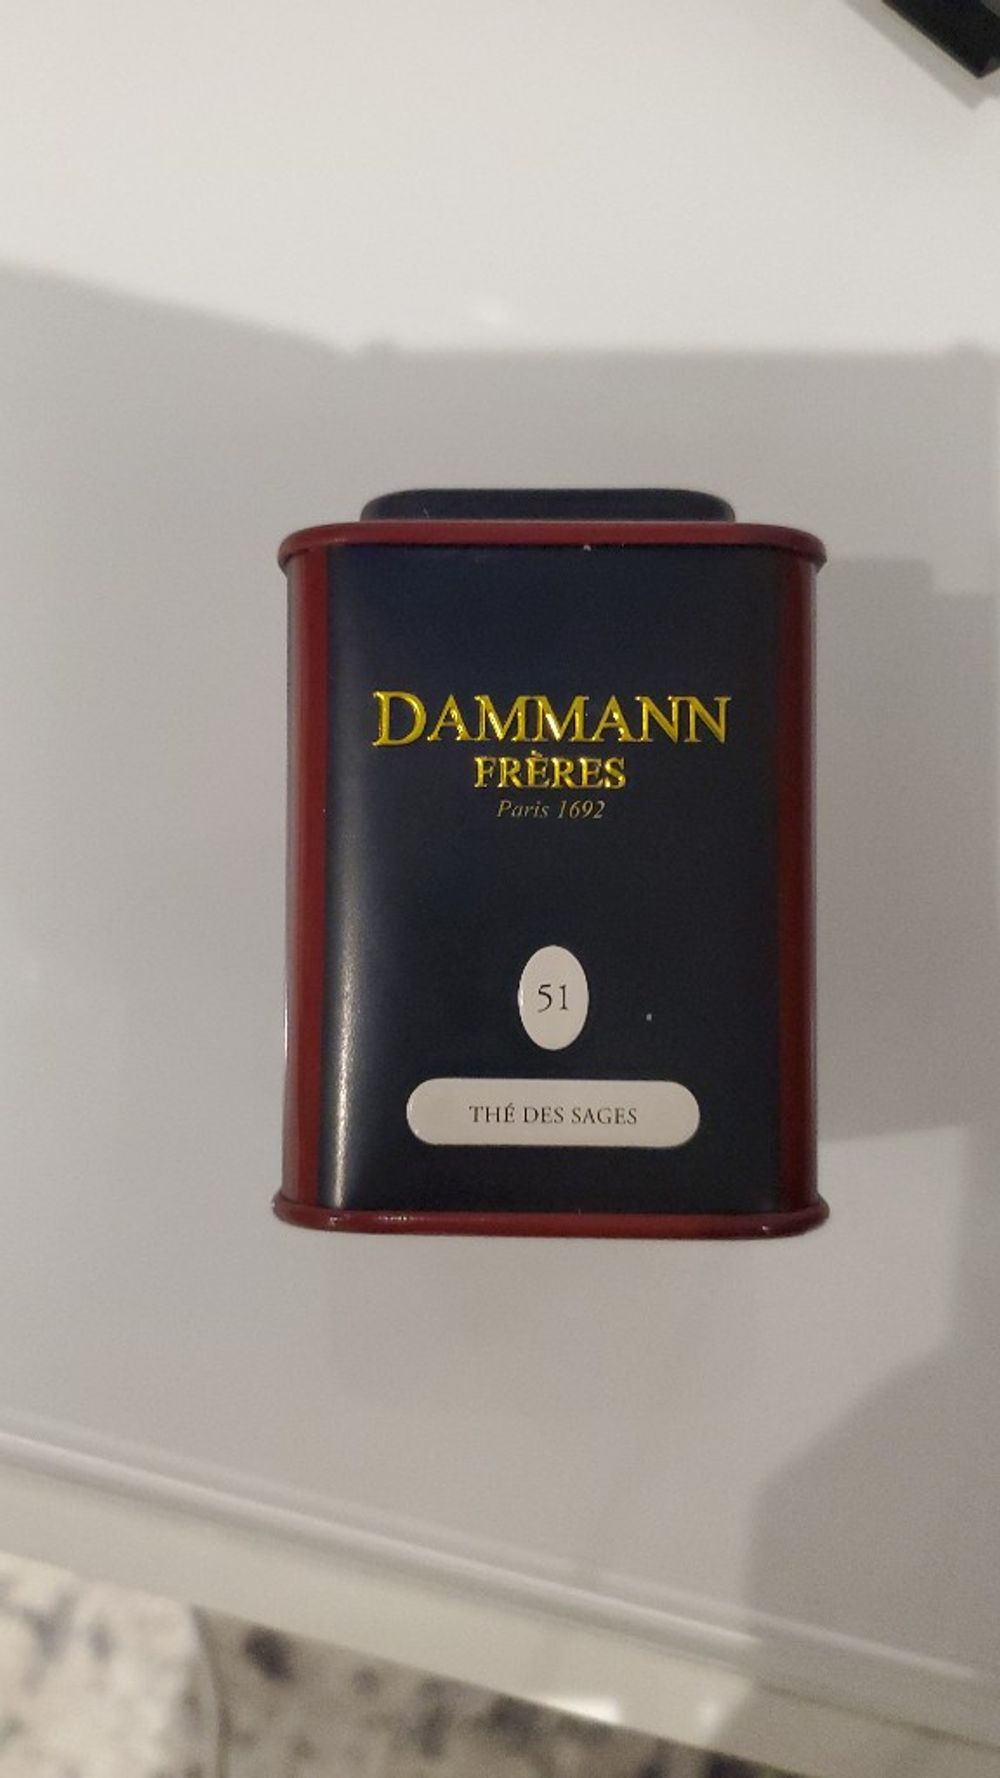 DAMMANN
FRÈRES
Paris 1692
51
THÉ DES SAGES